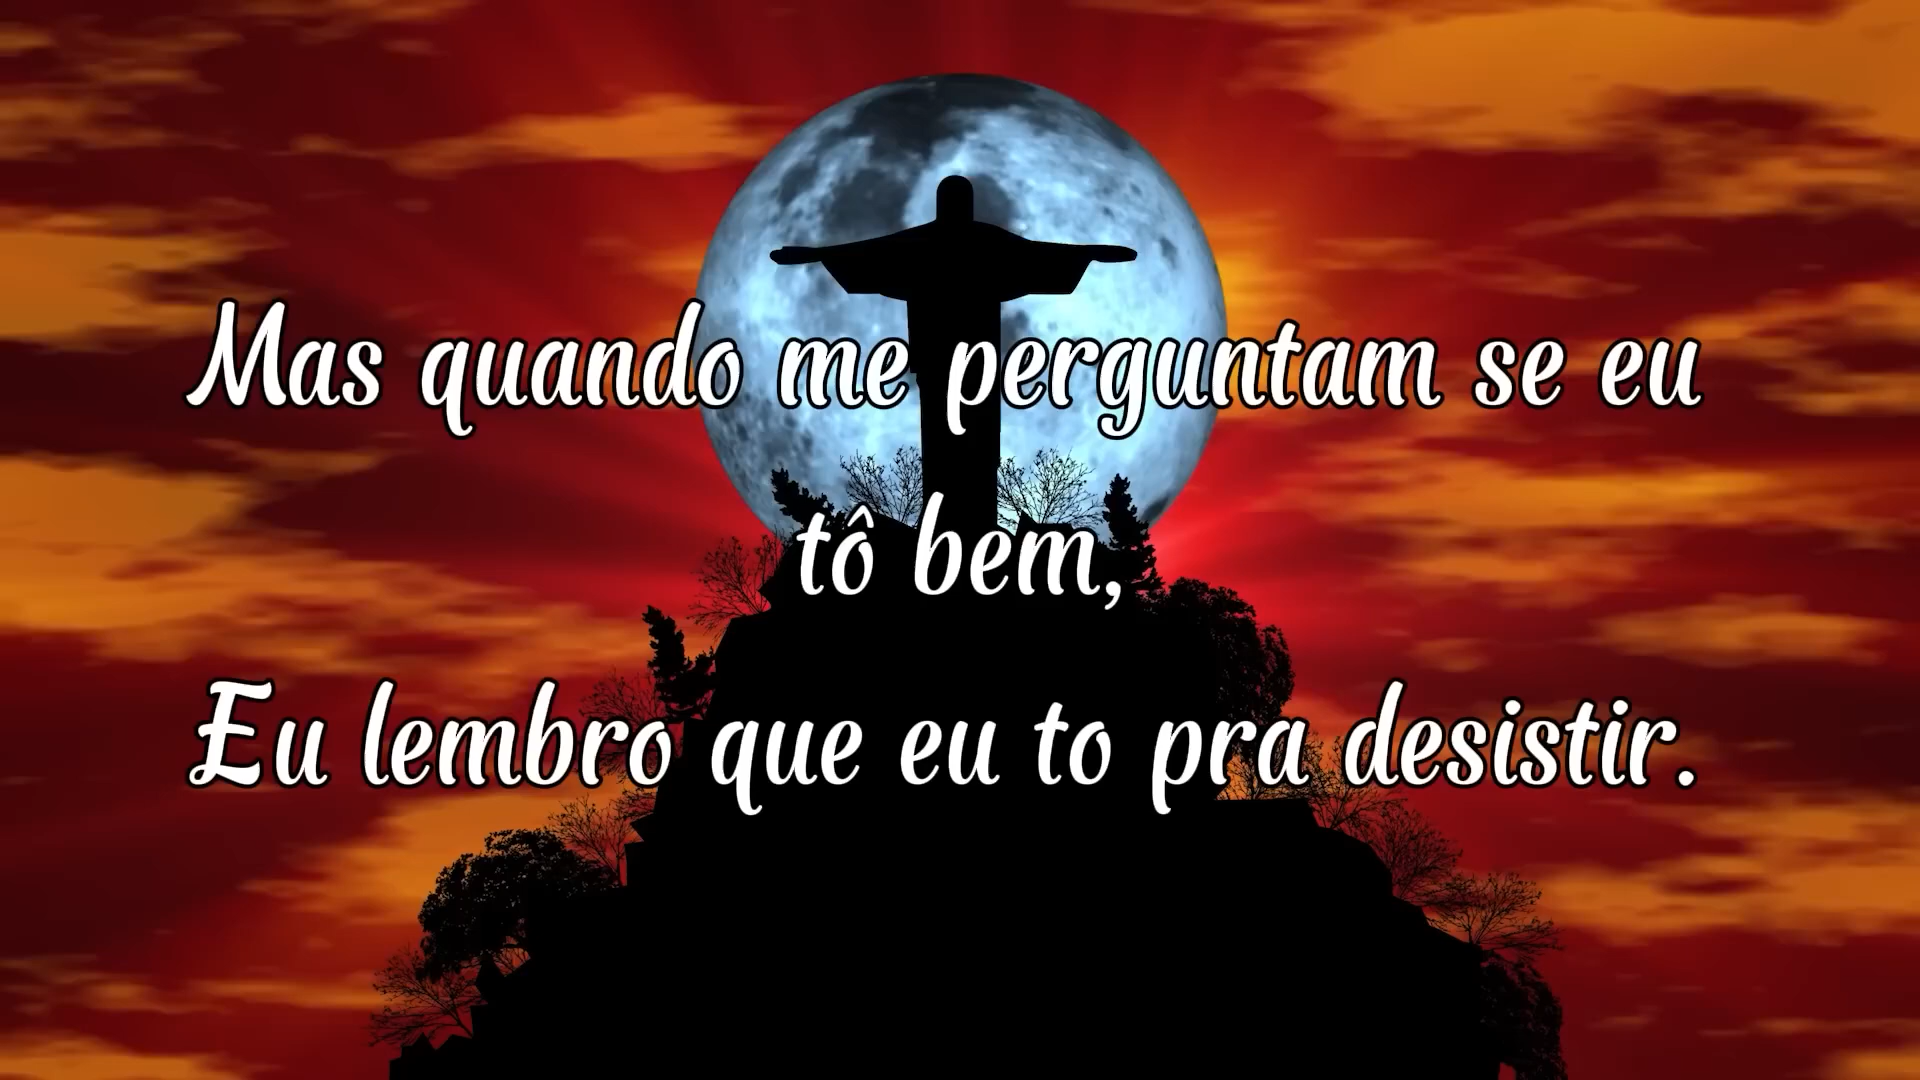 Mas quando me perguntam se eu
tô bem,
Eu lembro que eu to pra desistir.